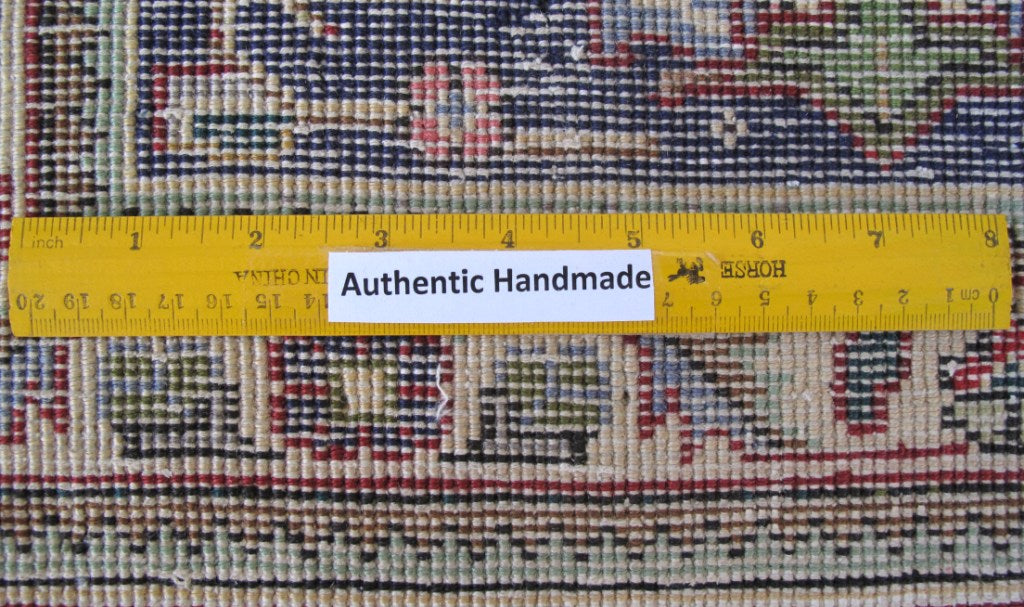 inch 1 2 3 4 5 6 7 8
Authentic Handmade
HORSE
IN CHINA
0 cm 1 2 3 4 5 6 7
14 15 16 17 18 19 20